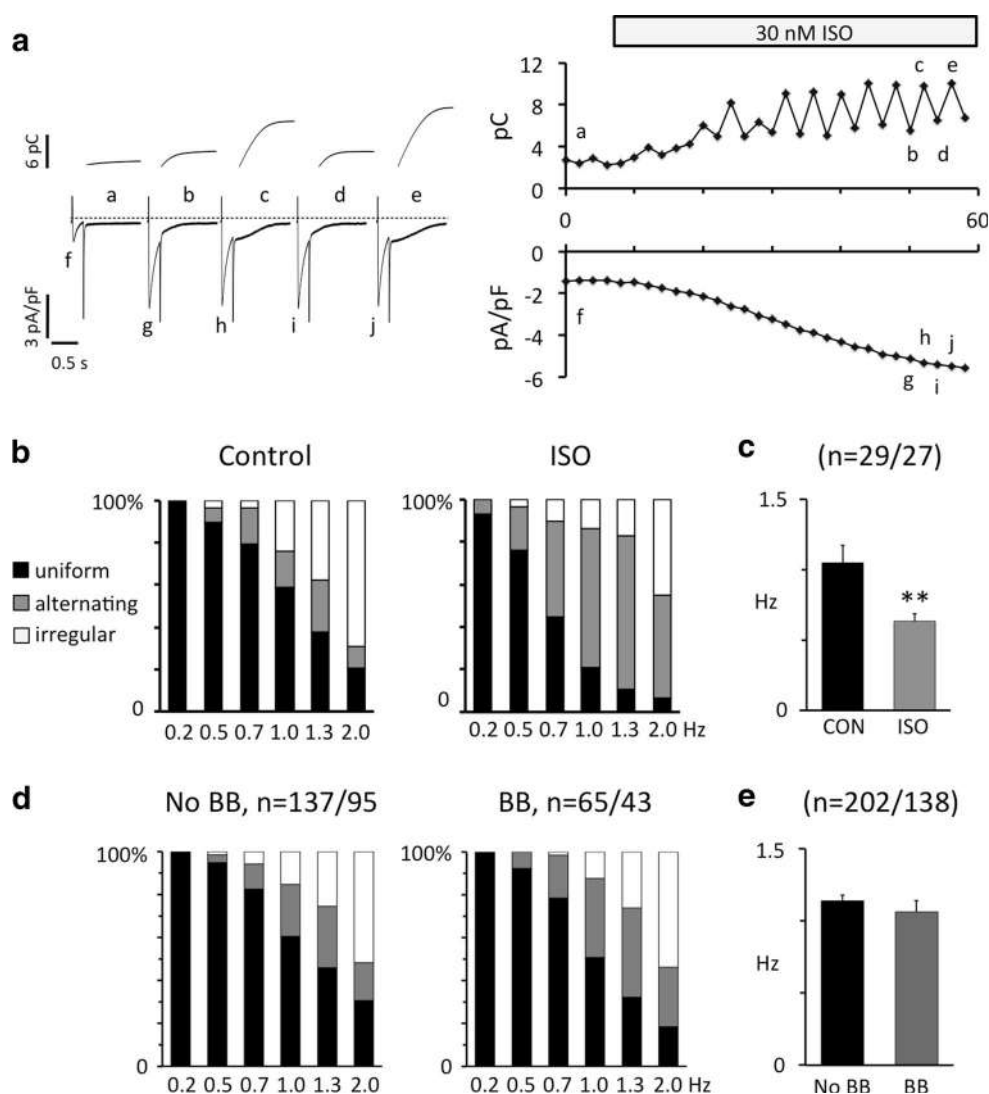 a
30 nM ISO
6 pC
a b c d e
f
g h i j
3 pA/pF
0.5 s
12
8
4
0
pC
a
c e
b d
0 60
0
-2
-4
-6
pA/pF
f
h j
g i
b
Control
ISO
100%
0
uniform
alternating
irregular
0.2 0.5 0.7 1.0 1.3 2.0
100%
0
0.2 0.5 0.7 1.0 1.3 2.0 Hz
c
(n=29/27)
1.5
Hz
0
**
CON ISO
d
No BB, n=137/95
BB, n=65/43
100%
0
0.2 0.5 0.7 1.0 1.3 2.0
100%
0
0.2 0.5 0.7 1.0 1.3 2.0 Hz
e
(n=202/138)
1.5
Hz
0
No BB BB